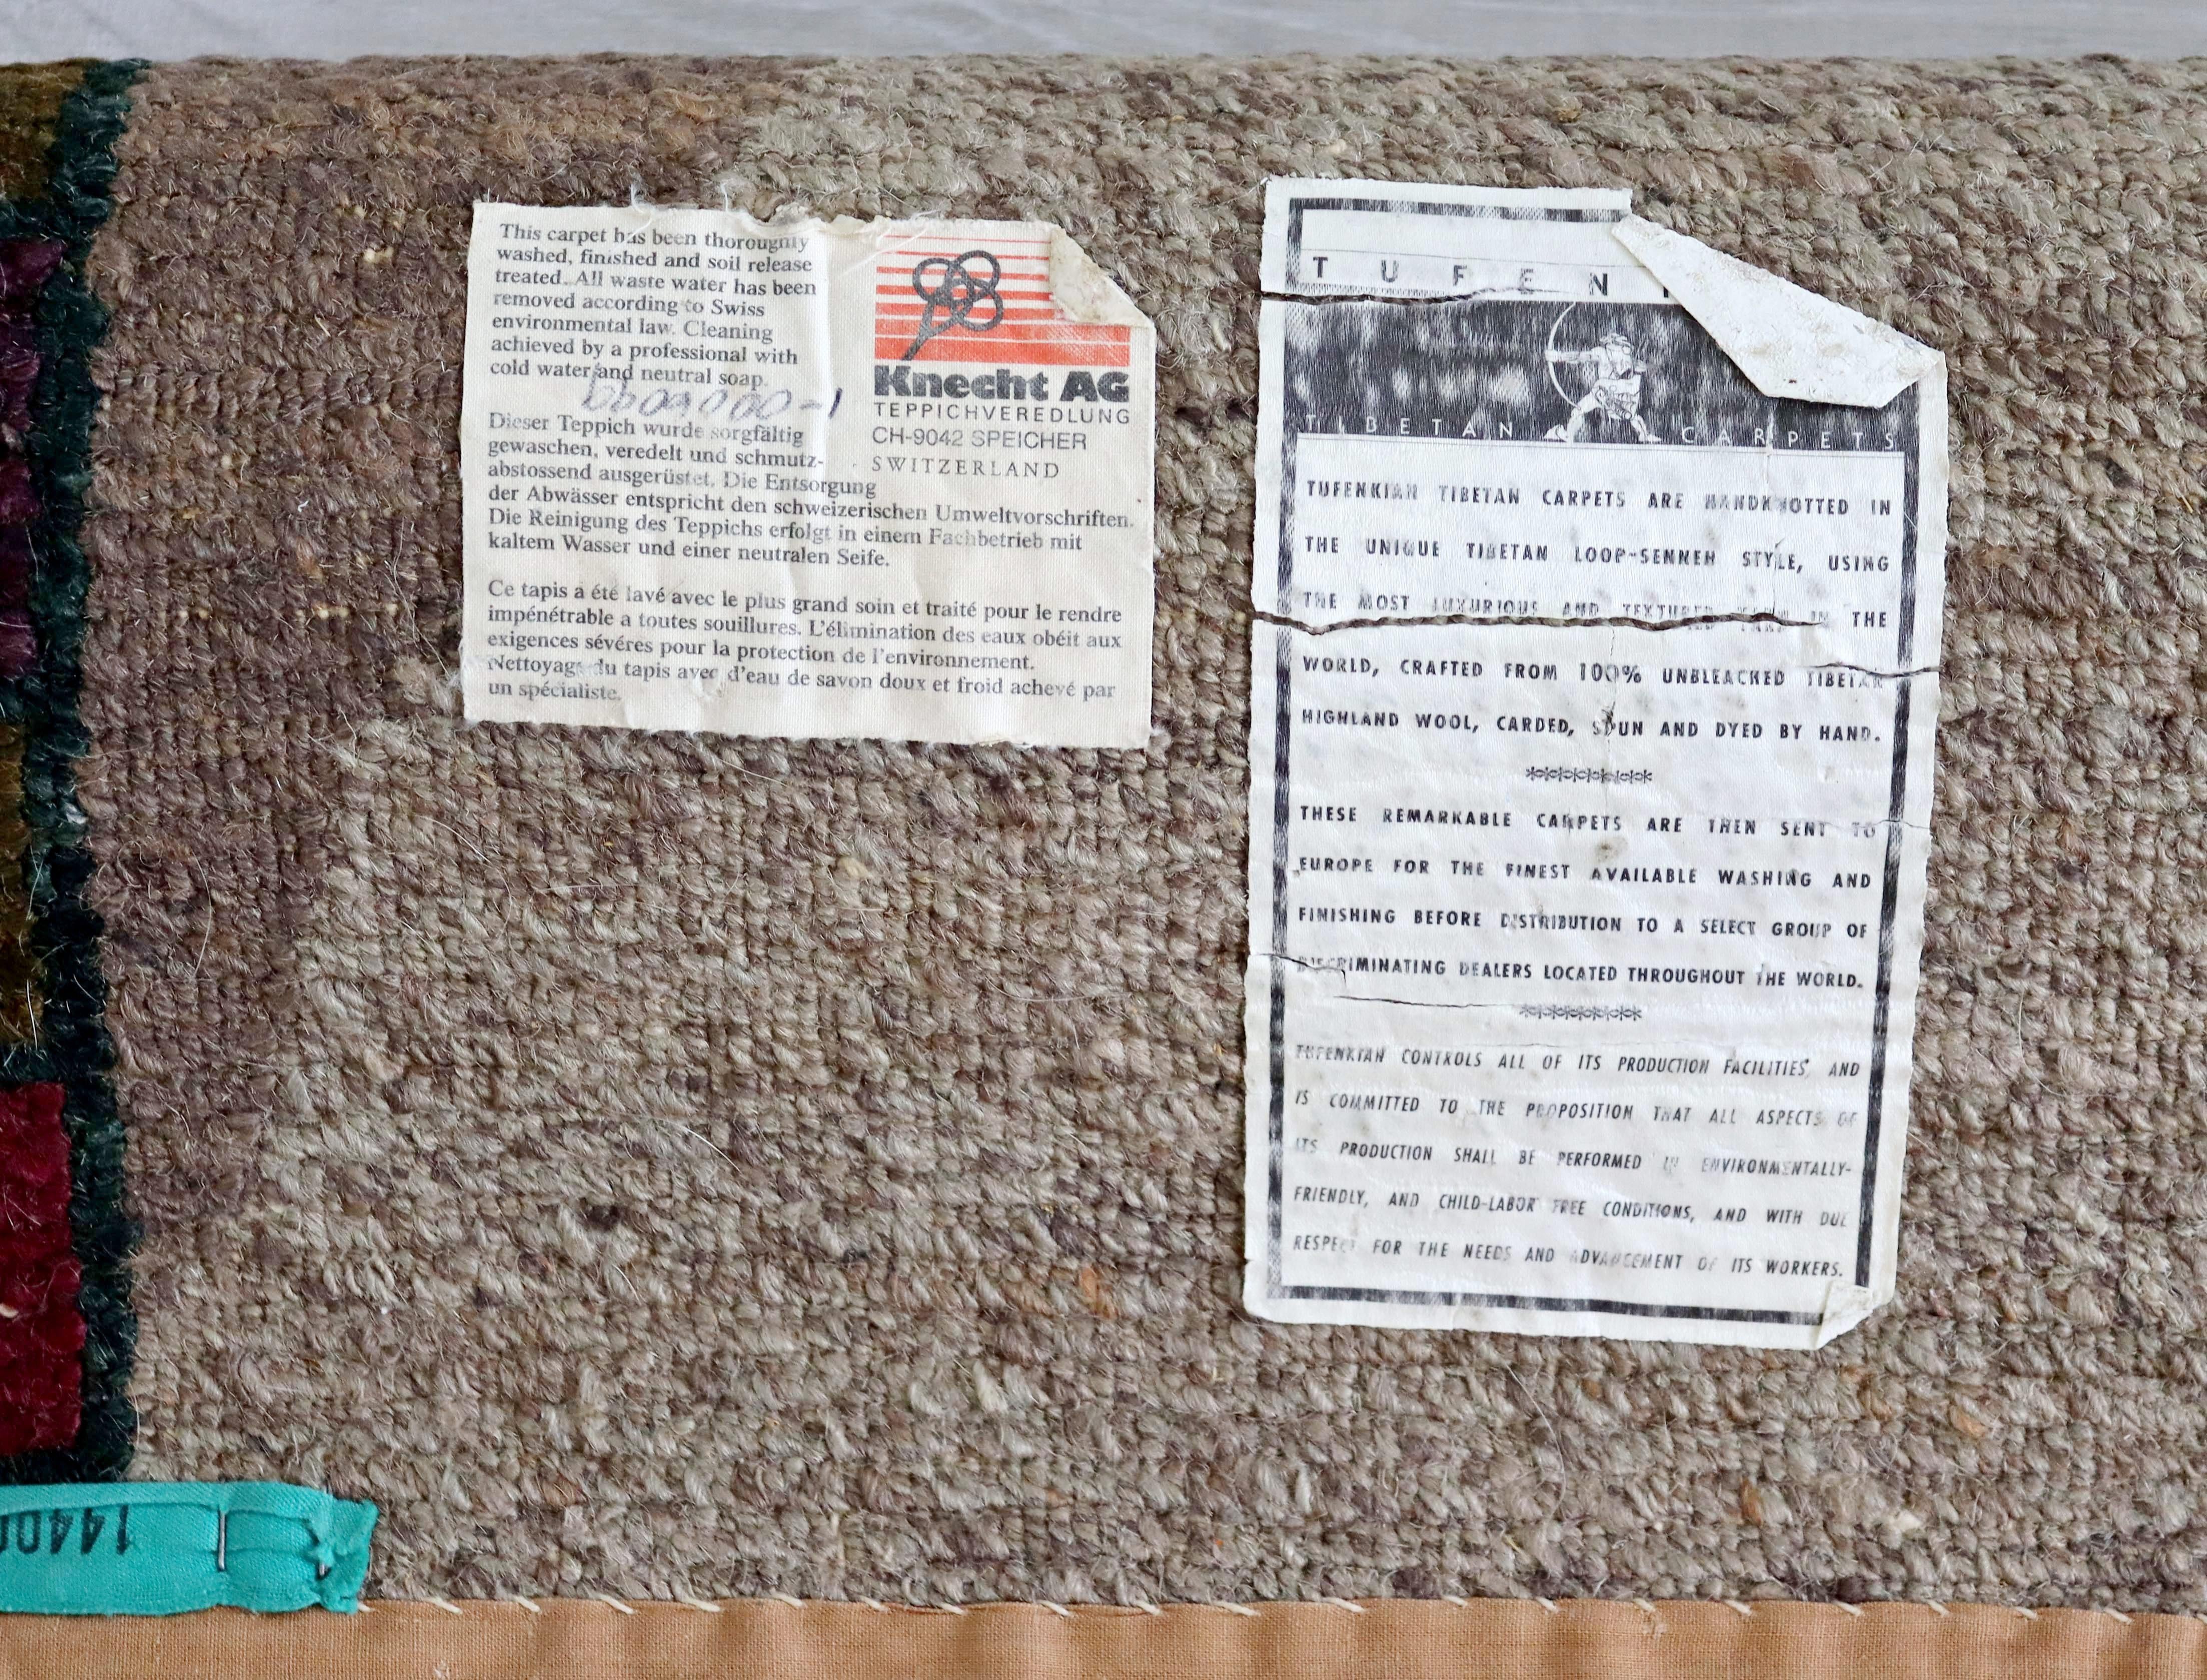 This carpet has been thoroughly
washed, finished and soil release
treated. All waste water has been
removed according to Swiss
environmental law. Cleaning
achieved by a professional with
cold water and neutral soap.
Dieser Teppich wurde sorgfältig
gewaschen, veredelt und schmutz-
abstossend ausgerüstet. Die Entsorgung
der Abwässer entspricht den schweizerischen Umweltvorschriften.
Die Reinigung des Teppichs erfolgt in einem Fachbetrieb mit
kaltem Wasser und einer neutralen Seife.
Ce tapis a été lavé avec le plus grand soin et traité pour le rendre
impénétrable a toutes souillures. L'élimination des eaux obéit aux
exigences sévéres pour la protection de l'environnement.
Nettoyage du tapis avec d'eau de savon doux et froid achevé par
un spécialiste.
Knecht AG
TEPPICHVEREDLUNG
CH-9042 SPEICHER
SWITZERLAND
TUFEN
TIBETAN CARPETS
TUFENKIAN TIBETAN CARPETS ARE HANDKNOTTED IN
THE UNIQUE TIBETAN LOOP-SENNEH STYLE, USING
THE MOST LUXURIOUS AND TEXTURED YARN IN THE
WORLD, CRAFTED FROM 100% UNBLEACHED TIBETAN
HIGHLAND WOOL, CARDED, SPUN AND DYED BY HAND.
*********
THESE REMARKABLE CARPETS ARE THEN SENT TO
EUROPE FOR THE FINEST AVAILABLE WASHING AND
FINISHING BEFORE DISTRIBUTION TO A SELECT GROUP OF
DISCRIMINATING DEALERS LOCATED THROUGHOUT THE WORLD.
*********
TUFENKIAN CONTROLS ALL OF ITS PRODUCTION FACILITIES, AND
IS COMMITTED TO THE PROPOSITION THAT ALL ASPECTS OF
ITS PRODUCTION SHALL BE PERFORMED IN ENVIRONMENTALLY-
FRIENDLY, AND CHILD-LABOR FREE CONDITIONS, AND WITH DUE
RESPECT FOR THE NEEDS AND ADVANCEMENT OF ITS WORKERS.